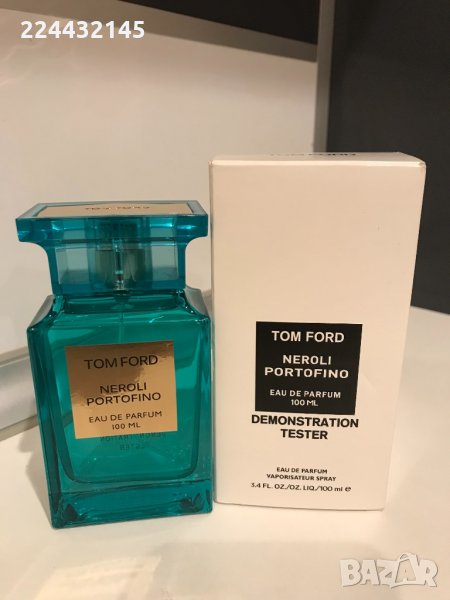 224432145
TOM FORD
NEROLI
PORTOFINO
EAU DE PARFUM
100 ML
TOM FORD
NEROLI
PORTOFINO
EAU DE PARFUM
100 ML
DEMONSTRATION
TESTER
EAU DE PARFUM
VAPORISATEUR SPRAY
3.4 FL. OZ./OZ. LIQ./100 ml e
BAZAR